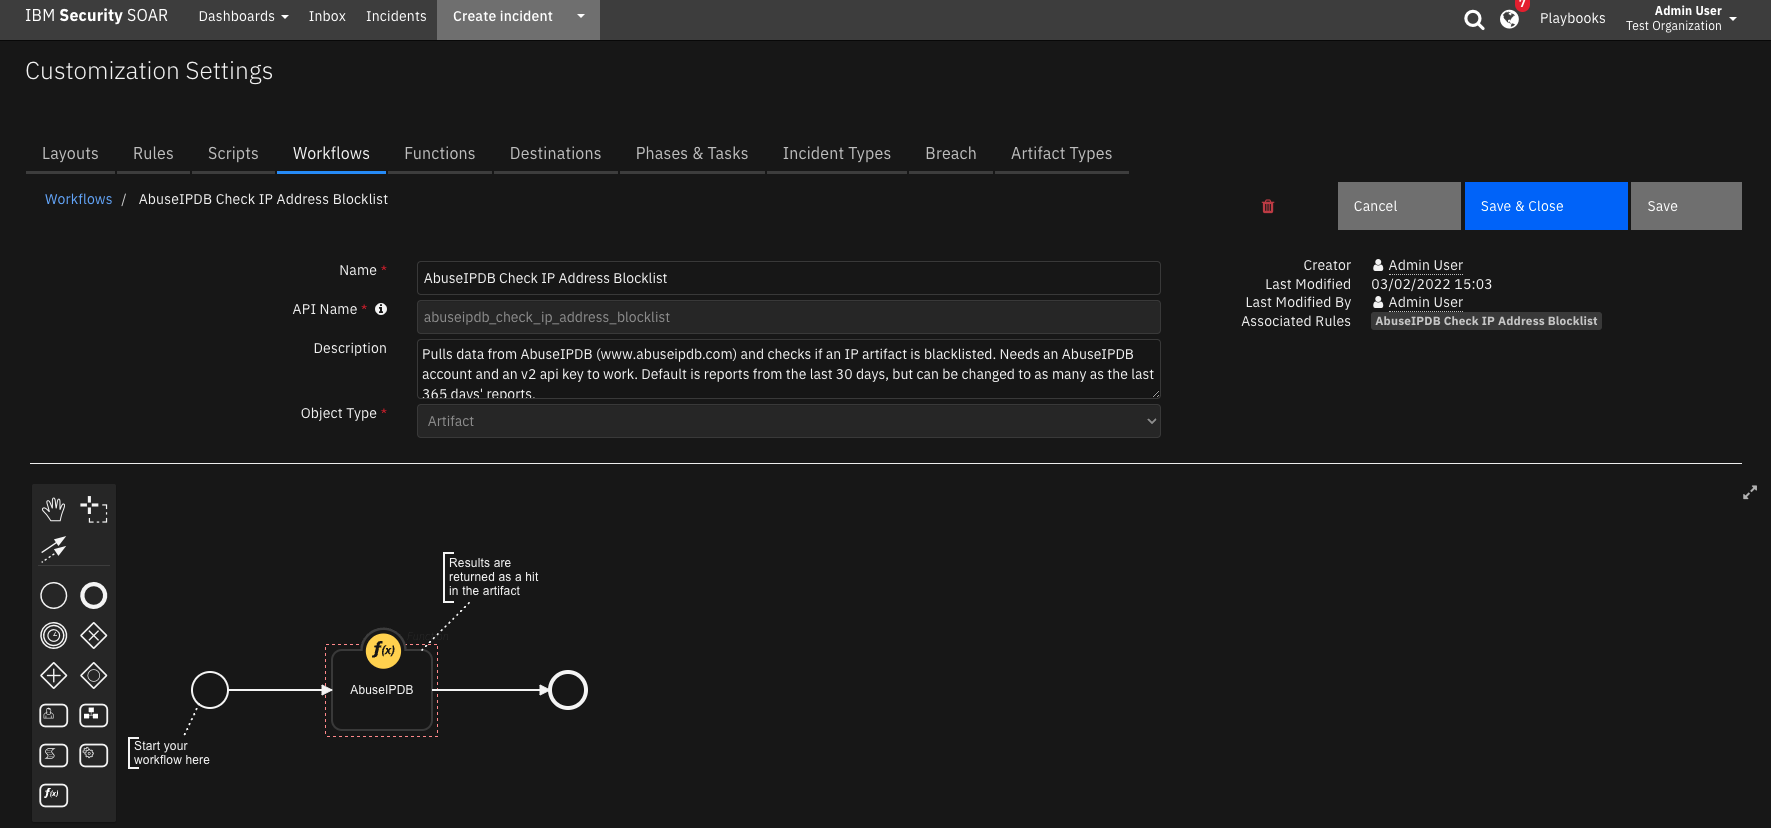 IBM Security SOAR Dashboards Inbox Incidents Create incident 7 Playbooks Admin User
Test Organization
Customization Settings
Layouts Rules Scripts Workflows Functions Destinations Phases & Tasks Incident Types Breach Artifact Types
Workflows / AbuseIPDB Check IP Address Blocklist
Cancel Save & Close Save
Name * AbuseIPDB Check IP Address Blocklist
API Name * abuseipdb_check_ip_address_blocklist
Description Pulls data from AbuseIPDB (www.abuseipdb.com) and checks if an IP artifact is blacklisted. Needs an AbuseIPDB
account and an v2 api key to work. Default is reports from the last 30 days, but can be changed to as many as the last
365 days' reports.
Object Type * Artifact
Creator Admin User
Last Modified 03/02/2022 15:03
Last Modified By Admin User
Associated Rules AbuseIPDB Check IP Address Blocklist
Results are
returned as a hit
in the artifact
f(x)
AbuseIPDB
Start your
workflow here
f(x)